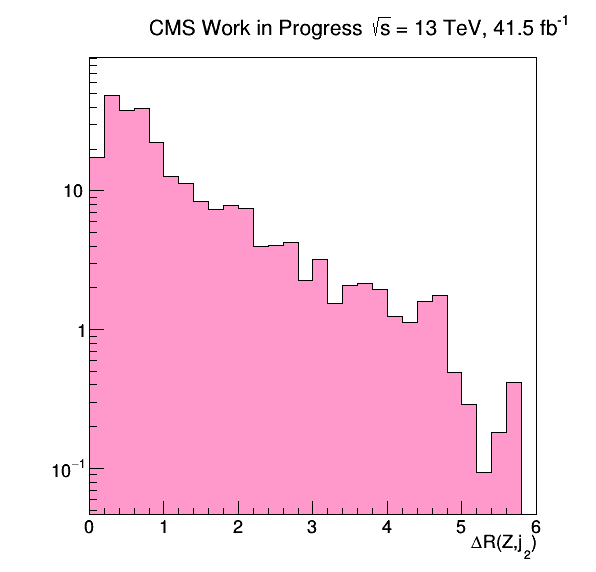 CMS Work in Progress √s = 13 TeV, 41.5 fb⁻¹
10
1
10⁻¹
0 1 2 3 4 5 6
ΔR(Z,j₂)